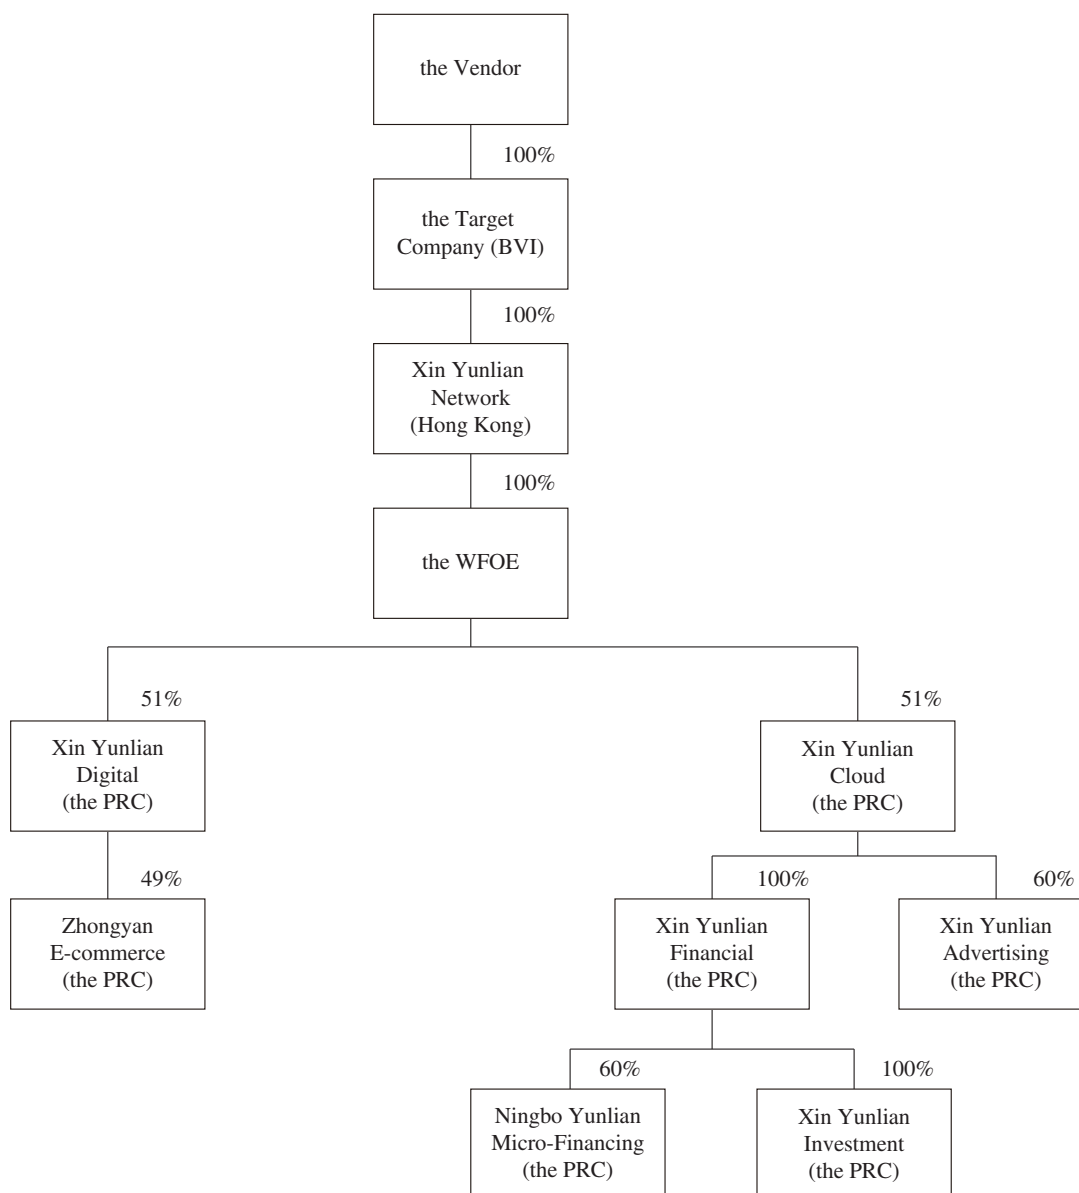 the Vendor
100%
the Target
Company (BVI)
100%
Xin Yunlian
Network
(Hong Kong)
100%
the WFOE
51%
51%
Xin Yunlian
Digital
(the PRC)
Xin Yunlian
Cloud
(the PRC)
49%
100%
60%
Zhongyan
E-commerce
(the PRC)
Xin Yunlian
Financial
(the PRC)
Xin Yunlian
Advertising
(the PRC)
60%
100%
Ningbo Yunlian
Micro-Financing
(the PRC)
Xin Yunlian
Investment
(the PRC)